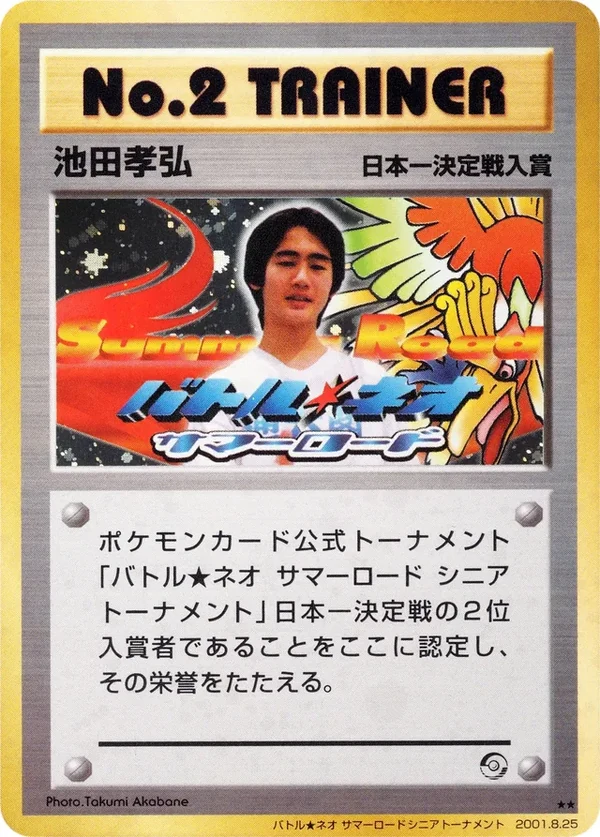 No.2 TRAINER
池田孝弘
日本一決定戦入賞
Summer Road
バトル★ネオ
サマーロード
ポケモンカード公式トーナメント
「バトル★ネオ サマーロード シニア
トーナメント」日本一決定戦の2位
入賞者であることをここに認定し、
その栄誉をたたえる。
Photo.Takumi Akabane
★★
バトル★ネオ サマーロードシニアトーナメント 2001.8.25